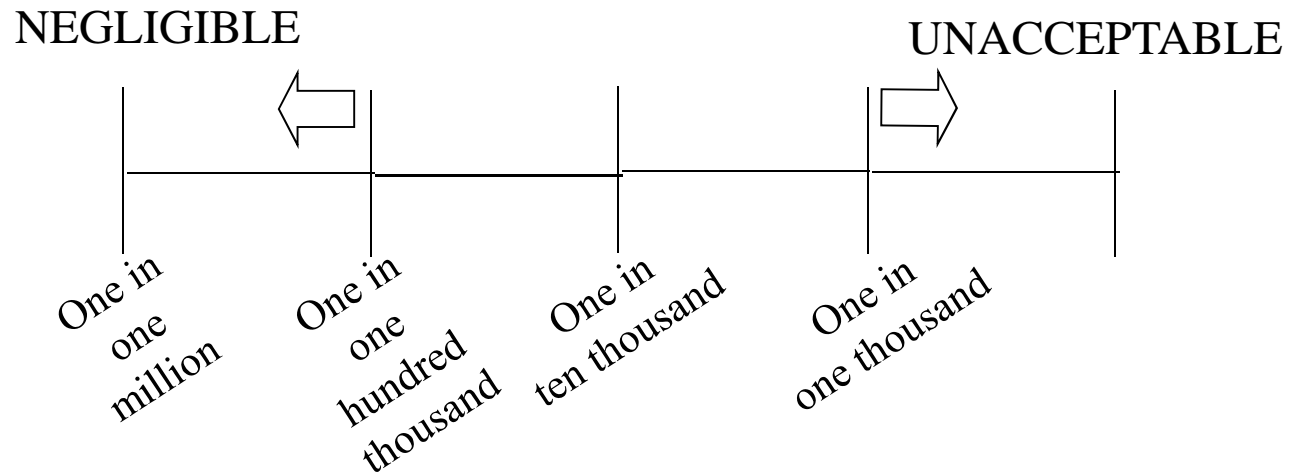 NEGLIGIBLE
UNACCEPTABLE
One in
one
million
One in
one
hundred
thousand
One in
ten thousand
One in
one thousand